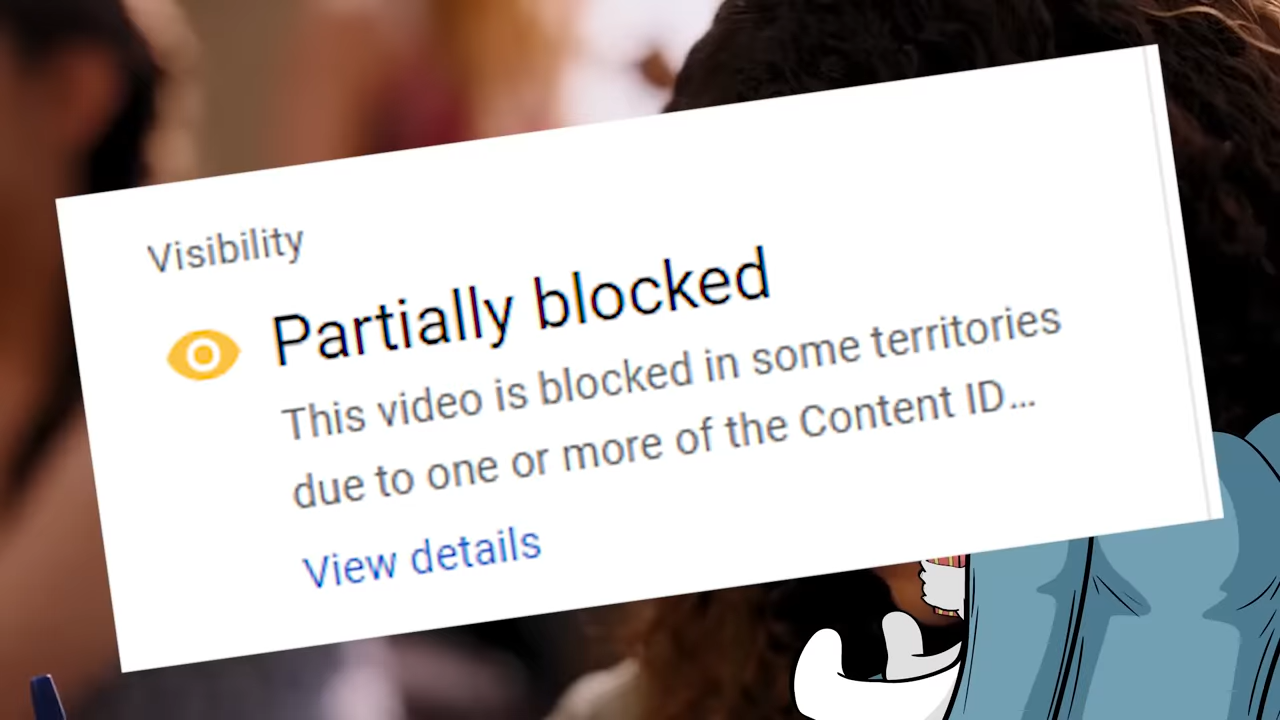 Visibility
Partially blocked
This video is blocked in some territories
due to one or more of the Content ID...
View details